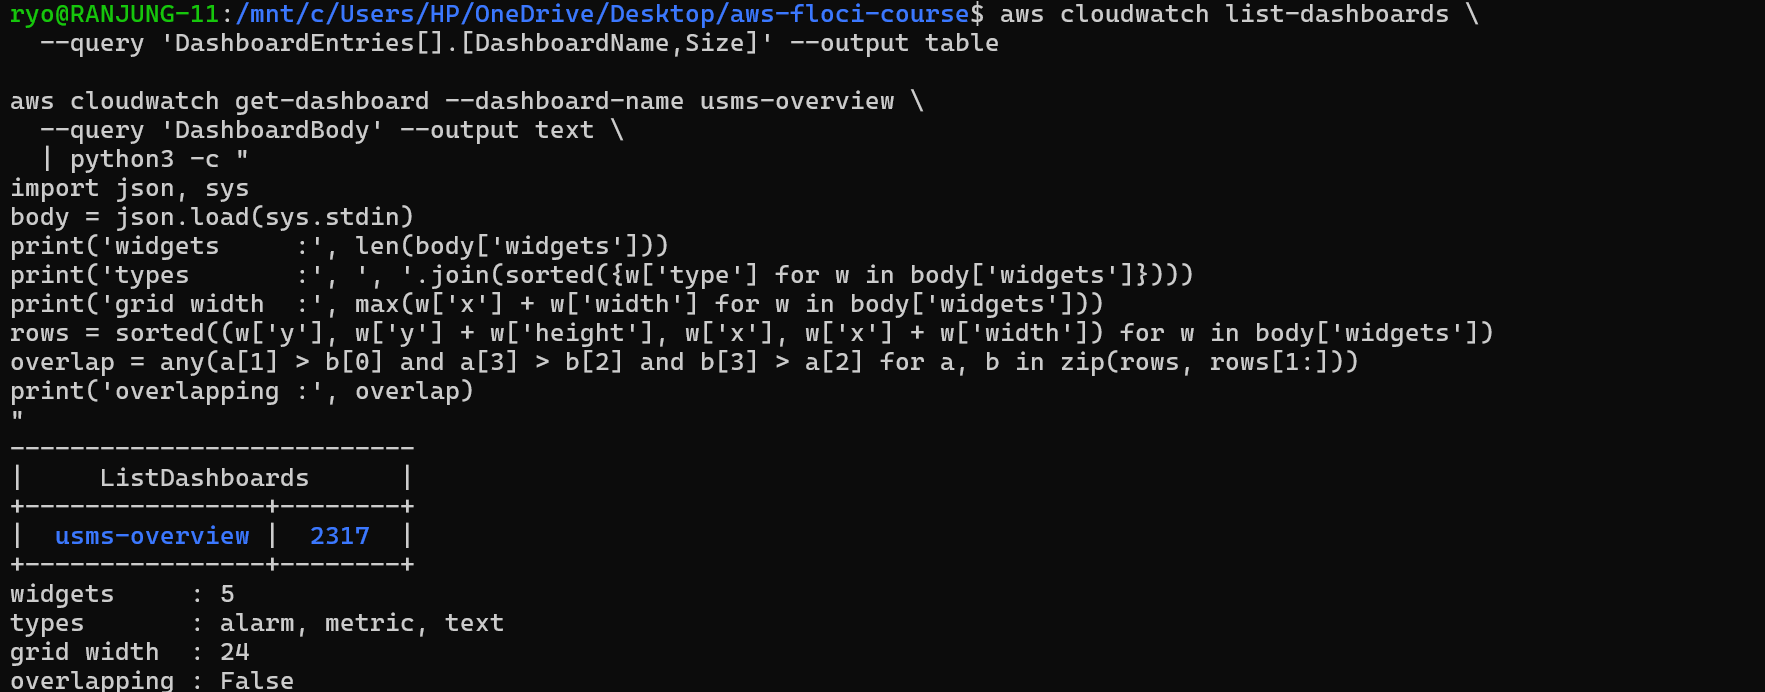 ryo@RANJUNG-11:/mnt/c/Users/HP/OneDrive/Desktop/aws-floci-course$ aws cloudwatch list-dashboards \
  --query 'DashboardEntries[].[DashboardName,Size]' --output table

aws cloudwatch get-dashboard --dashboard-name usms-overview \
  --query 'DashboardBody' --output text \
  | python3 -c "
import json, sys
body = json.load(sys.stdin)
print('widgets     :', len(body['widgets']))
print('types       :', ', '.join(sorted({w['type'] for w in body['widgets']})))
print('grid width  :', max(w['x'] + w['width'] for w in body['widgets']))
rows = sorted((w['y'], w['y'] + w['height'], w['x'], w['x'] + w['width']) for w in body['widgets'])
overlap = any(a[1] > b[0] and a[3] > b[2] and b[3] > a[2] for a, b in zip(rows, rows[1:]))
print('overlapping :', overlap)
"
---------------------------
|     ListDashboards      |
+----------------+--------+
|  usms-overview |  2317  |
+----------------+--------+
widgets     : 5
types       : alarm, metric, text
grid width  : 24
overlapping : False